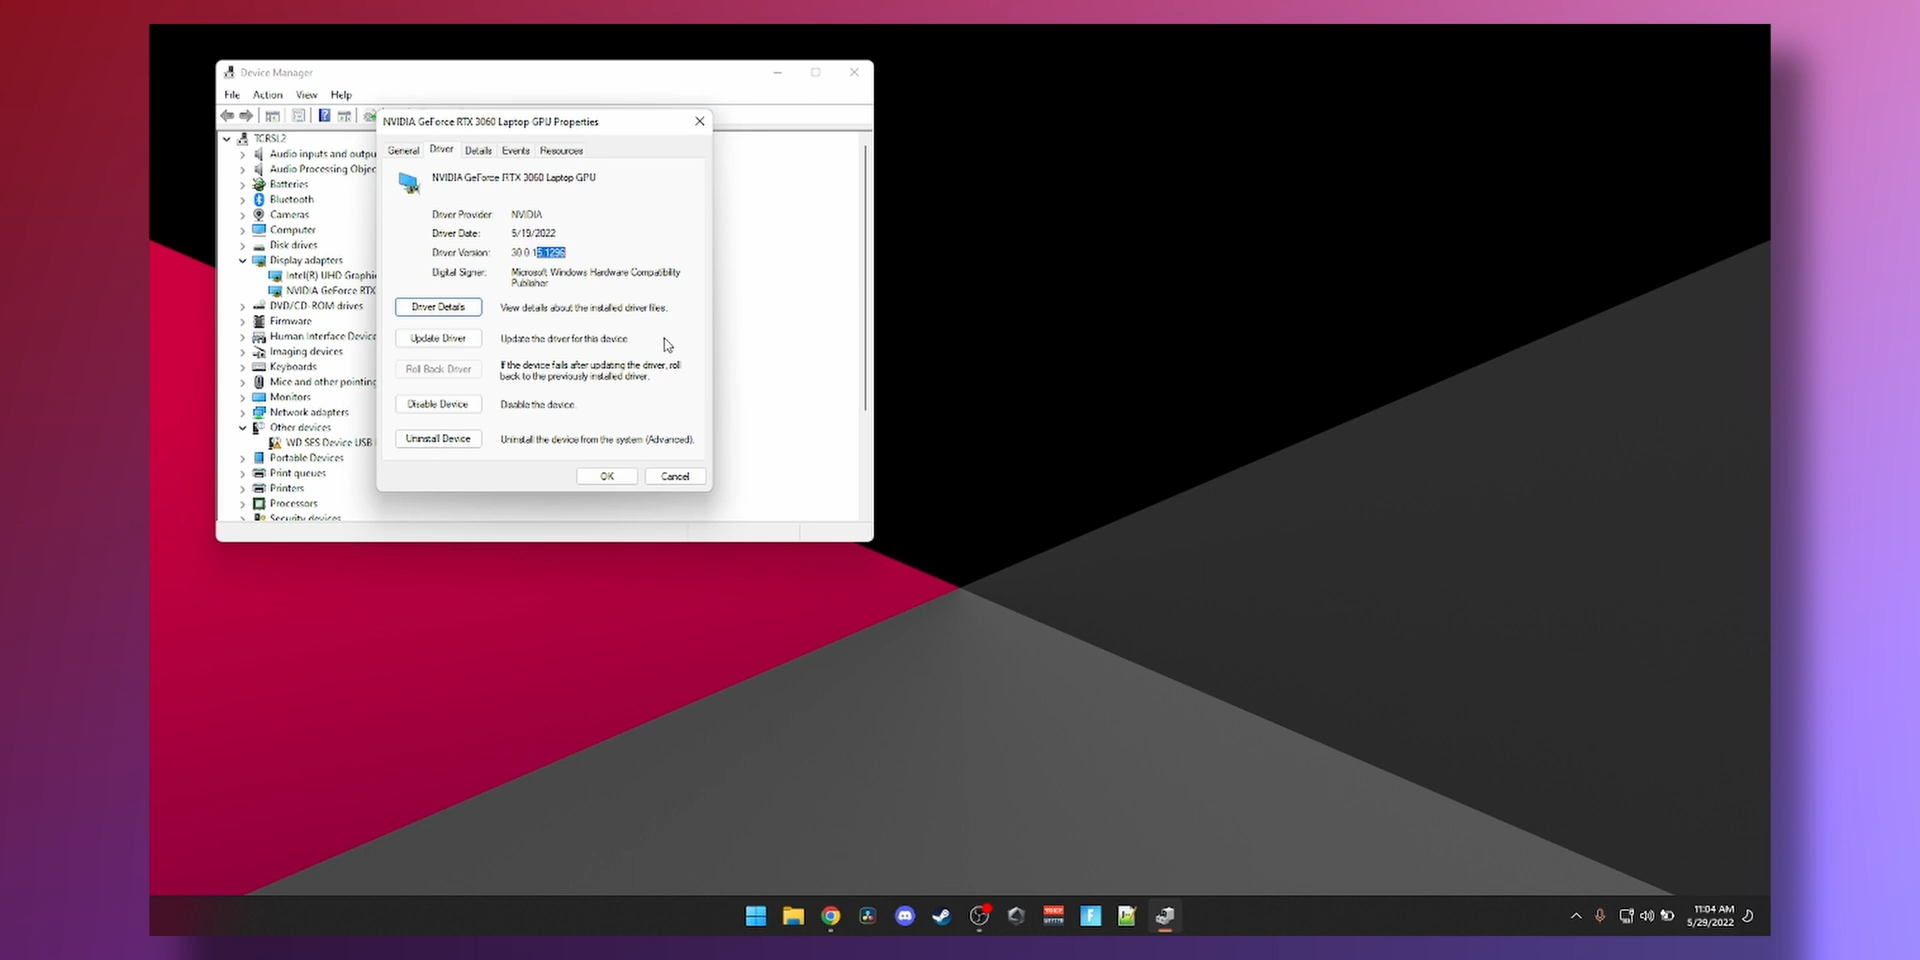 Device Manager
File Action View Help
NVIDIA GeForce RTX 3060 Laptop GPU Properties
TCRSL2
Audio inputs and outpu
Audio Processing Objec
Batteries
Bluetooth
Cameras
Computer
Disk drives
Display adapters
Intel(R) UHD Graphi
NVIDIA GeForce RTX
DVD/CD-ROM drives
Firmware
Human Interface Device
Imaging devices
Keyboards
Mice and other pointing
Monitors
Network adapters
Other devices
WD SES Device USB
Portable Devices
Print queues
Printers
Processors
Security devices
General Driver Details Events Resources
NVIDIA GeForce RTX 3060 Laptop GPU
Driver Provider: NVIDIA
Driver Date: 5/19/2022
Driver Version: 30.0.15.1296
Digital Signer: Microsoft Windows Hardware Compatibility
Publisher
Driver Details View details about the installed driver files.
Update Driver Update the driver for this device.
Roll Back Driver If the device fails after updating the driver, roll
back to the previously installed driver.
Disable Device Disable the device.
Uninstall Device Uninstall the device from the system (Advanced).
OK Cancel
11:04 AM
5/29/2022